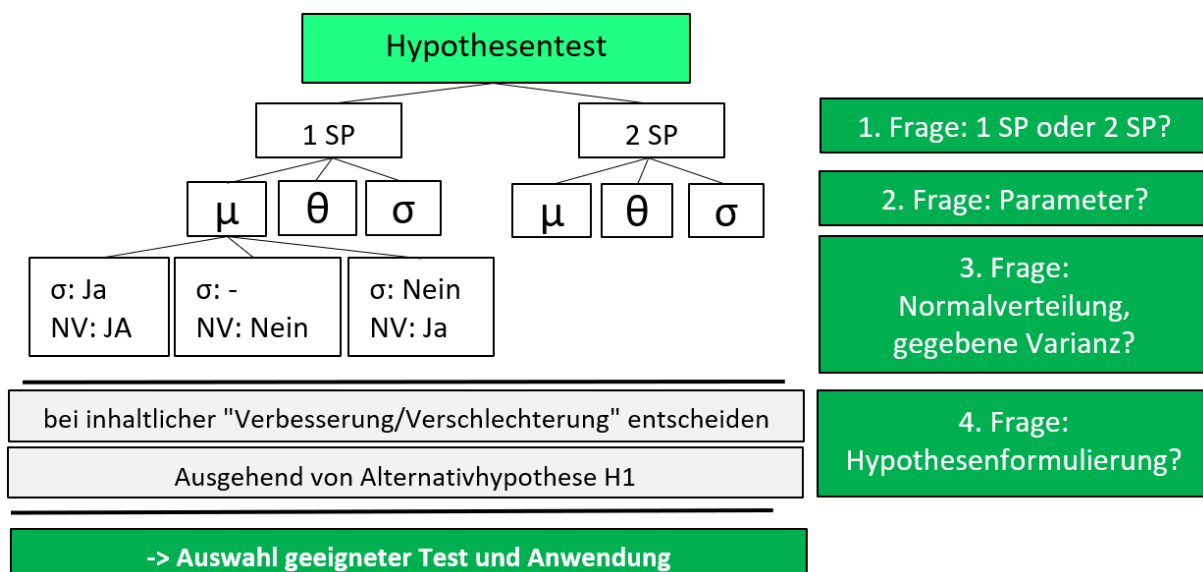 Hypothesentest
1 SP
2 SP
1. Frage: 1 SP oder 2 SP?
μ
θ
σ
μ
θ
σ
2. Frage: Parameter?
σ: Ja
NV: JA
σ: -
NV: Nein
σ: Nein
NV: Ja
3. Frage:
Normalverteilung,
gegebene Varianz?
bei inhaltlicher "Verbesserung/Verschlechterung" entscheiden
Ausgehend von Alternativhypothese H1
4. Frage:
Hypothesenformulierung?
-> Auswahl geeigneter Test und Anwendung